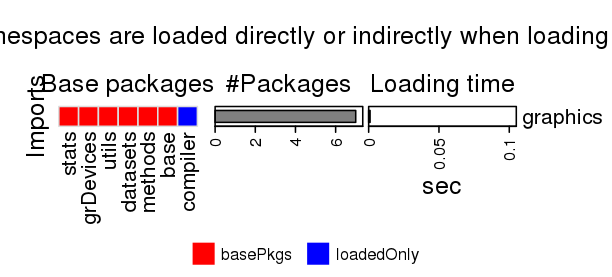 nespaces are loaded directly or indirectly when loading
Base packages
#Packages
Loading time
Imports
graphics
0
2
4
6
0
0.05
0.1
stats
grDevices
utils
datasets
methods
base
compiler
sec
basePkgs
loadedOnly